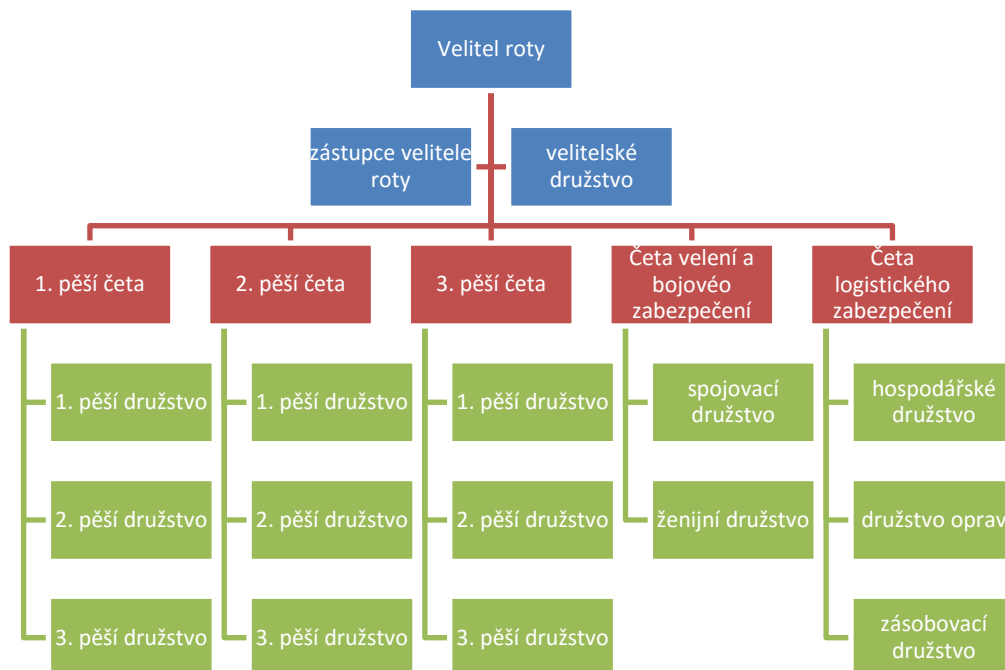 Velitel roty
zástupce velitele
roty
velitelské
družstvo
1. pěší četa
2. pěší četa
3. pěší četa
Četa velení a
bojovéo
zabezpečení
Četa
logistického
zabezpečení
1. pěší družstvo
1. pěší družstvo
1. pěší družstvo
spojovací
družstvo
hospodářské
družstvo
2. pěší družstvo
2. pěší družstvo
2. pěší družstvo
ženijní družstvo
družstvo oprav
3. pěší družstvo
3. pěší družstvo
3. pěší družstvo
zásobovací
družstvo